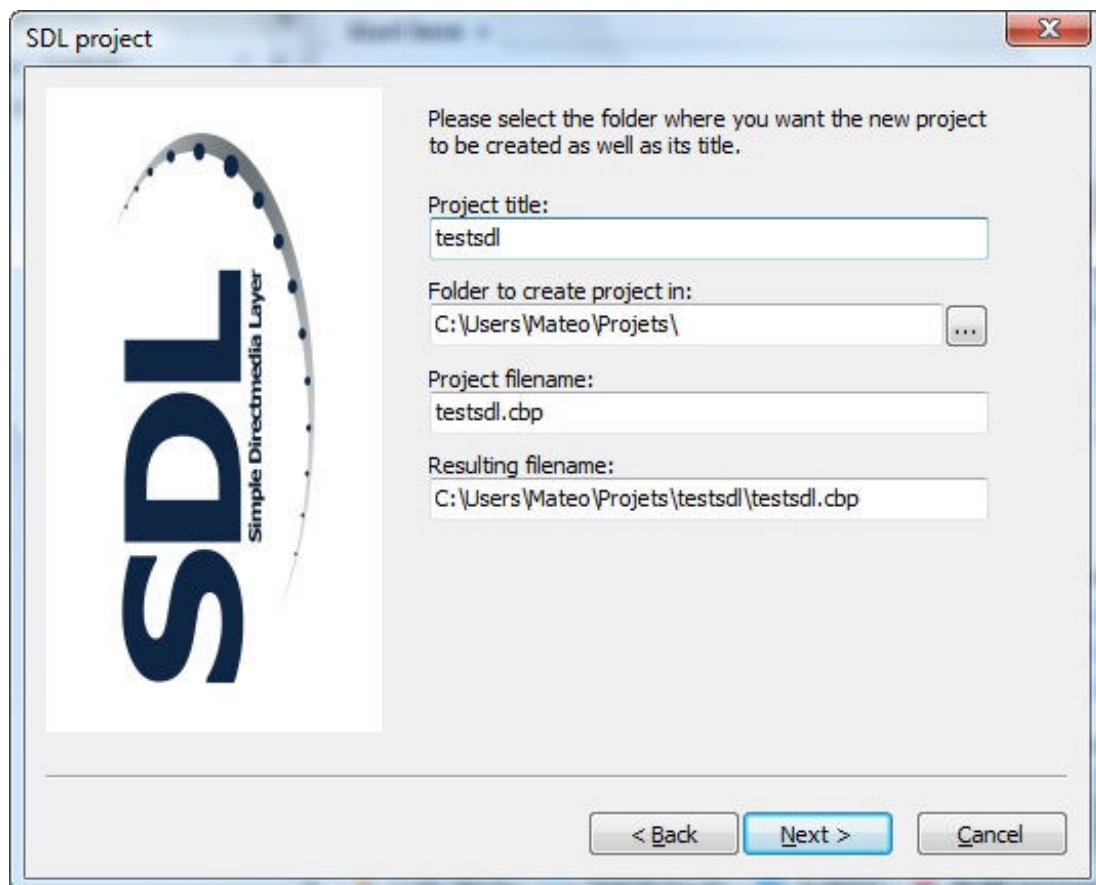 SDL project
Please select the folder where you want the new project
to be created as well as its title.
Project title:
testsdl
Folder to create project in:
C:\Users\Mateo\Projets\
...
Project filename:
testsdl.cbp
Resulting filename:
C:\Users\Mateo\Projets\testsdl\testsdl.cbp
SDL
Simple Directmedia Layer
< Back
Next >
Cancel